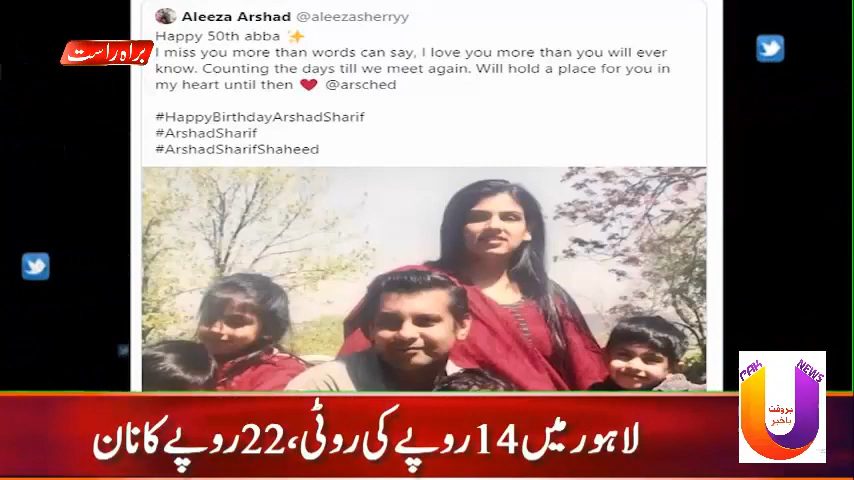 Aleeza Arshad @aleezasherryy
Happy 50th abba ✨
I miss you more than words can say, I love you more than you will ever
know. Counting the days till we meet again. Will hold a place for you in
my heart until then ❤ @arsched
#HappyBirthdayArshadSharif
#ArshadSharif
#ArshadSharifShaheed
براہ راست
لاہور میں 14 روپے کی روٹی، 22 روپے کا نان
PAK
NEWS
بروقت
باخبر